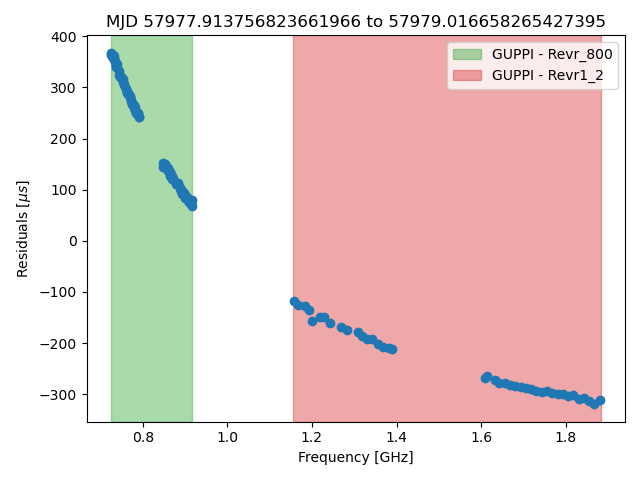 MJD 57977.913756823661966 to 57979.016658265427395
GUPPI - Revr_800
GUPPI - Revr1_2
Residuals [μs]
400
300
200
100
0
−100
−200
−300
0.8
1.0
1.2
1.4
1.6
1.8
Frequency [GHz]